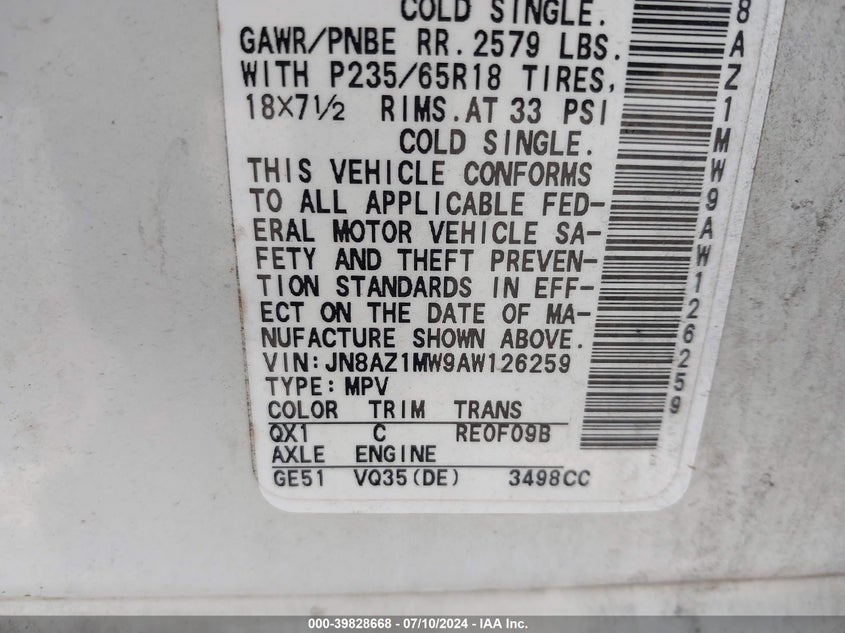 COLD SINGLE.
GAWR/PNBE RR. 2579 LBS.
WITH P235/65R18 TIRES,
18×7½ RIMS. AT 33 PSI
COLD SINGLE.
THIS VEHICLE CONFORMS
TO ALL APPLICABLE FED-
ERAL MOTOR VEHICLE SA-
FETY AND THEFT PREVEN-
TION STANDARDS IN EFF-
ECT ON THE DATE OF MA-
NUFACTURE SHOWN ABOVE.
VIN: JN8AZ1MW9AW126259
TYPE: MPV
COLOR TRIM TRANS
QX1 C RE0F09B
AXLE ENGINE
GE51 VQ35(DE) 3498CC
8AZ1MW9AW126259
000-39828668 - 07/10/2024 - IAA Inc.